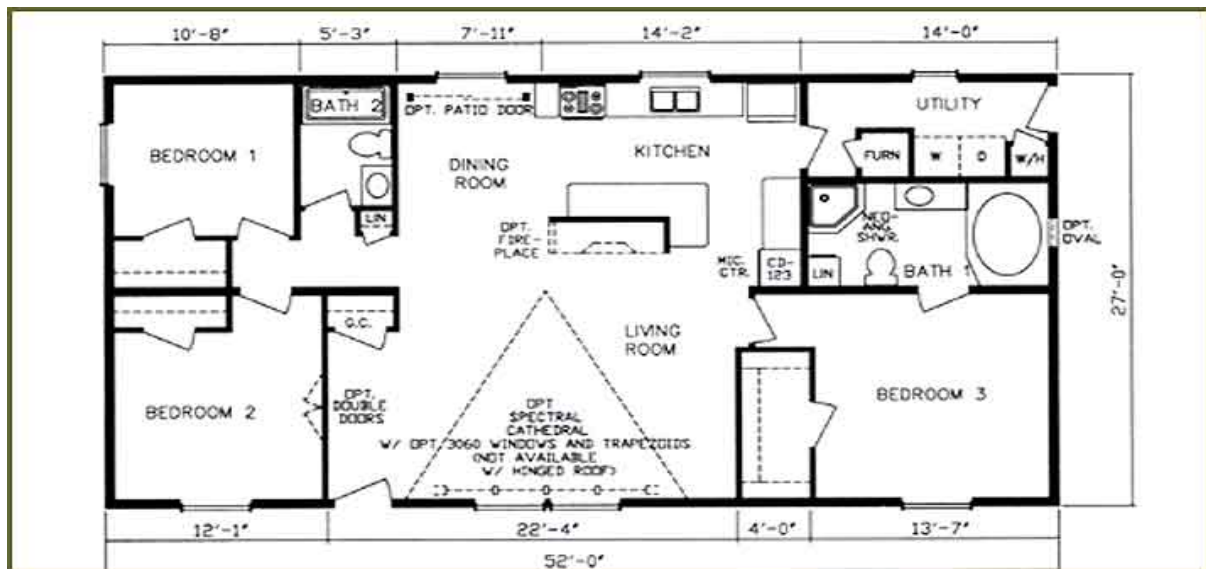 10'-8"
5'-3"
7'-11"
14'-2"
14'-0"
BATH 2
OPT. PATIO DOOR
UTILITY
BEDROOM 1
DINING
ROOM
KITCHEN
FURN
W
D
W/H
LIN
OPT.
FIRE-
PLACE
MIC.
CTR.
CD-
123
NEO-
ANG.
SHWR.
LIN
BATH 1
OPT.
OVAL
27'-0"
G.C.
LIVING
ROOM
BEDROOM 2
OPT.
DOUBLE
DOORS
OPT
SPECTRAL
CATHEDRAL
W/ OPT. 3060 WINDOWS AND TRAPEZOIDS
(NOT AVAILABLE
W/ HINGED ROOF)
BEDROOM 3
12'-1"
22'-4"
4'-0"
13'-7"
52'-0"